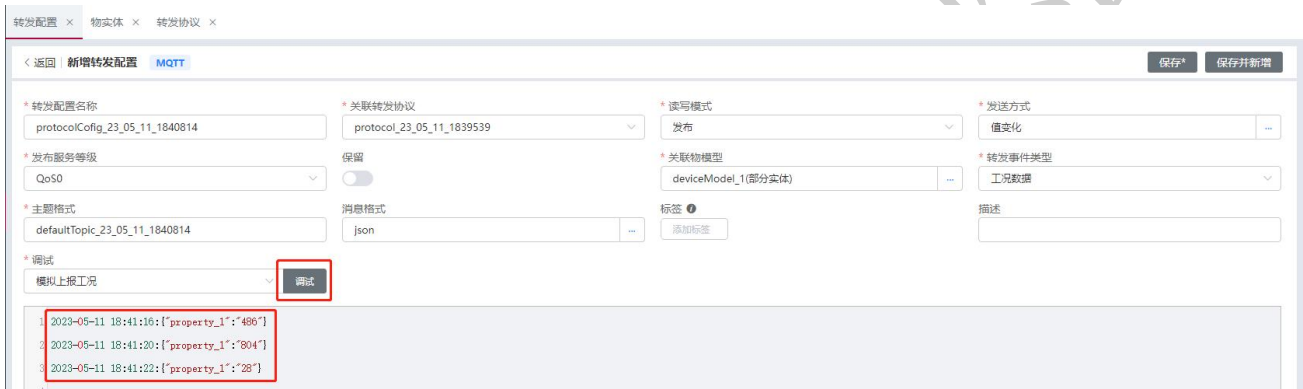 转发配置 × 物实体 × 转发协议 ×
< 返回 新增转发配置 MQTT 保存* 保存并新增
* 转发配置名称 * 关联转发协议 * 读写模式 * 发送方式
protocolCofig_23_05_11_1840814 protocol_23_05_11_1839539 发布 值变化 ...
* 发布服务等级 保留 * 关联物模型 * 转发事件类型
QoS0 deviceModel_1(部分实体) ... 工况数据
* 主题格式 消息格式 标签 描述
defaultTopic_23_05_11_1840814 json ... 添加标签
* 调试
模拟上报工况 调试
1 2023-05-11 18:41:16:{"property_1":"486"}
2 2023-05-11 18:41:20:{"property_1":"804"}
3 2023-05-11 18:41:22:{"property_1":"28"}